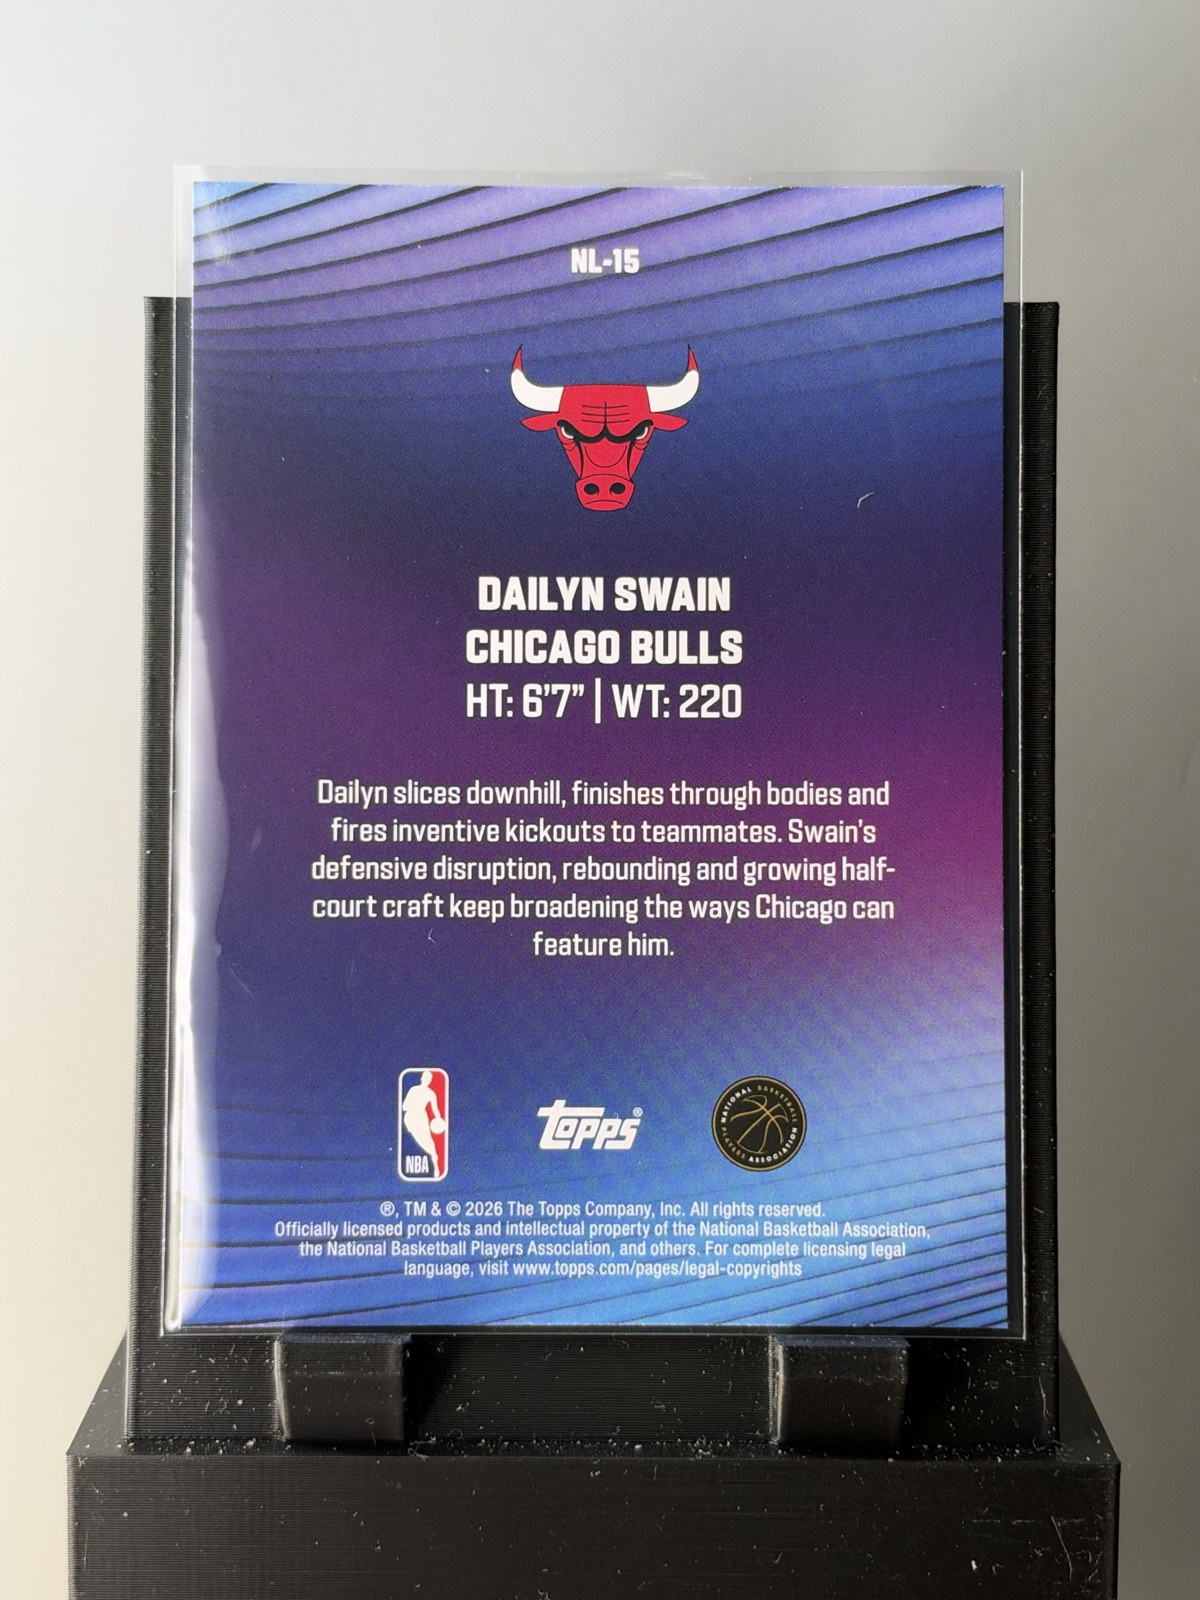 NL-15
DAILYN SWAIN
CHICAGO BULLS
HT: 6'7" | WT: 220
Dailyn slices downhill, finishes through bodies and
fires inventive kickouts to teammates. Swain's
defensive disruption, rebounding and growing half-
court craft keep broadening the ways Chicago can
feature him.
NBA
topps®
NATIONAL BASKETBALL
PLAYERS ASSOCIATION
®, TM & © 2026 The Topps Company, Inc. All rights reserved.
Officially licensed products and intellectual property of the National Basketball Association,
the National Basketball Players Association, and others. For complete licensing legal
language, visit www.topps.com/pages/legal-copyrights